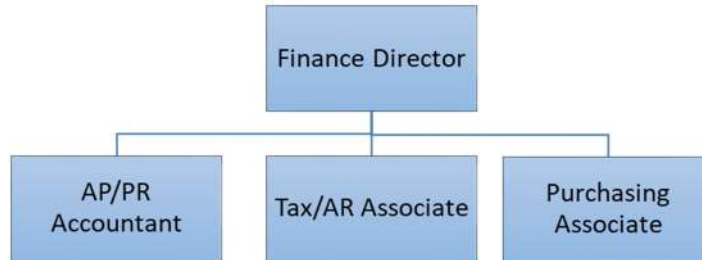 Finance Director
AP/PR
Accountant
Tax/AR Associate
Purchasing
Associate